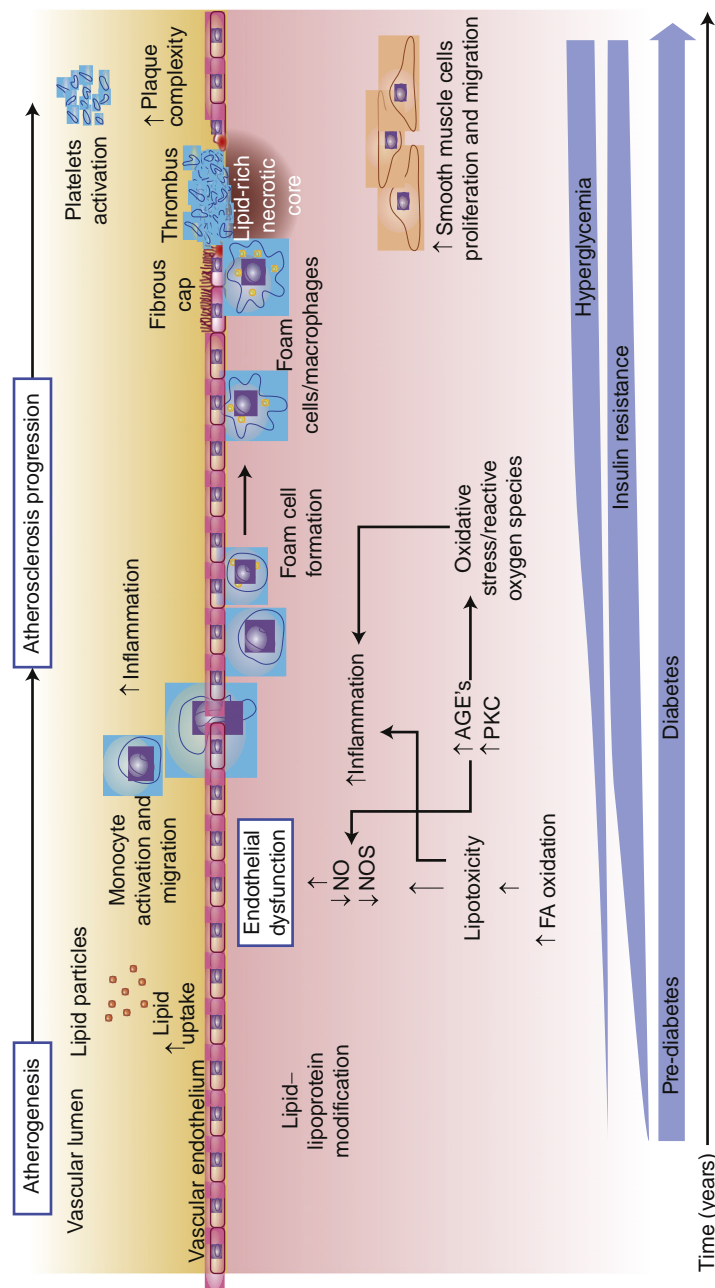 Atherogenesis
Atherosclerosis progression
Vascular lumen
Lipid particles
↑ Lipid
uptake
Monocyte
activation and
migration
↑ Inflammation
Platelets
activation
Fibrous
cap
Thrombus
↑ Plaque
complexity
Vascular endothelium
Lipid-rich
necrotic
core
Lipid–
lipoprotein
modification
Endothelial
dysfunction
Foam cell
formation
Foam
cells/macrophages
↑
↓NO
↓NOS
↑Inflammation
↑
Lipotoxicity
↑
↑FA oxidation
↑AGE's
↑PKC
Oxidative
stress/reactive
oxygen species
↑Smooth muscle cells
proliferation and migration
Hyperglycemia
Insulin resistance
Pre-diabetes
Diabetes
Time (years)